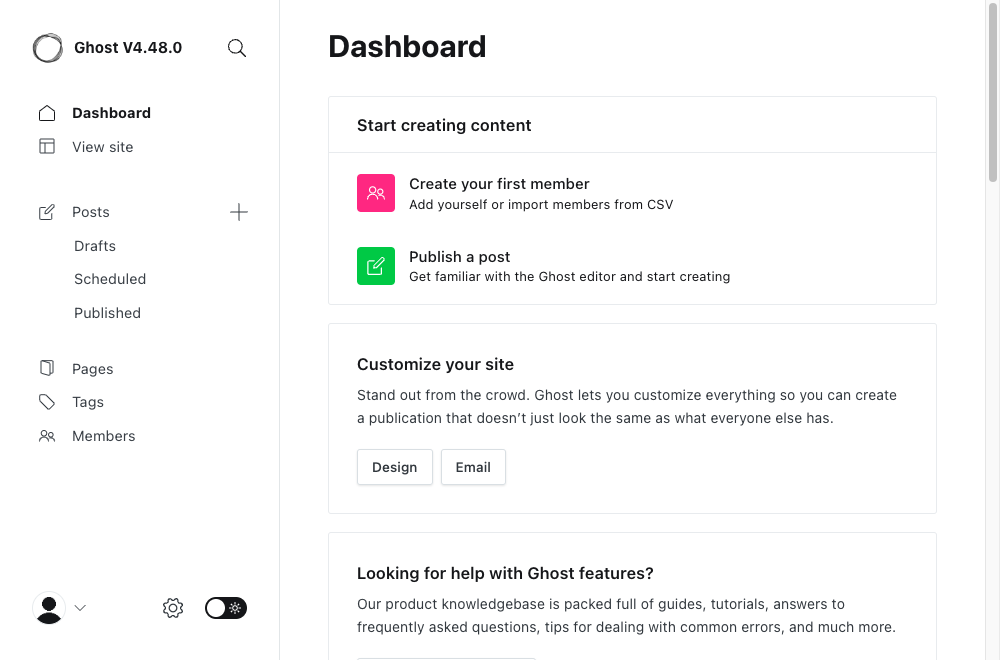 Ghost V4.48.0
Dashboard
View site
Posts
Drafts
Scheduled
Published
Pages
Tags
Members
Dashboard
Start creating content
Create your first member
Add yourself or import members from CSV
Publish a post
Get familiar with the Ghost editor and start creating
Customize your site
Stand out from the crowd. Ghost lets you customize everything so you can create
a publication that doesn’t just look the same as what everyone else has.
Design
Email
Looking for help with Ghost features?
Our product knowledgebase is packed full of guides, tutorials, answers to
frequently asked questions, tips for dealing with common errors, and much more.